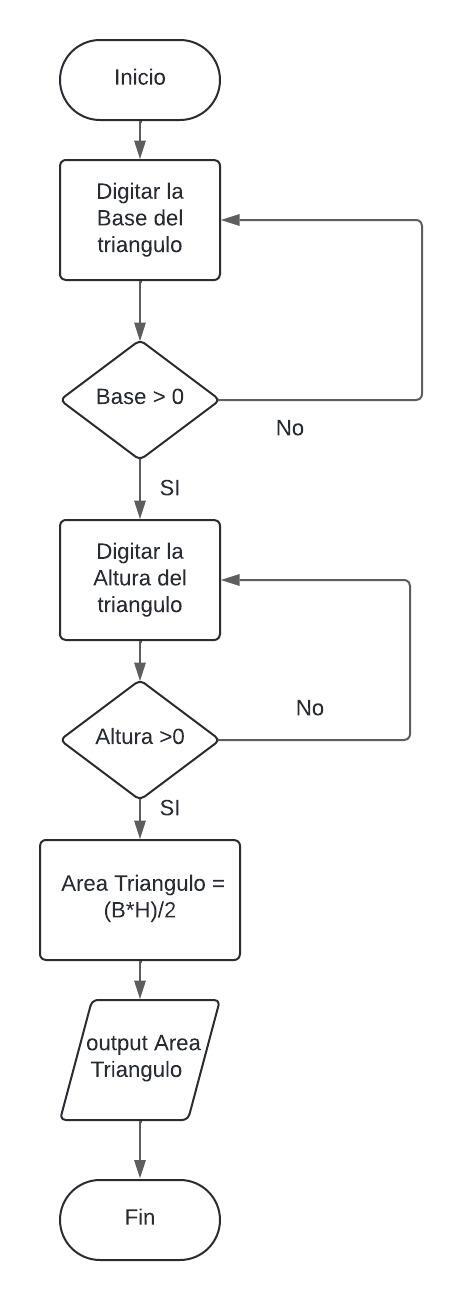 Inicio
Digitar la
Base del
triangulo
Base > 0
No
SI
Digitar la
Altura del
triangulo
No
Altura >0
SI
Area Triangulo =
(B*H)/2
output Area
Triangulo
Fin